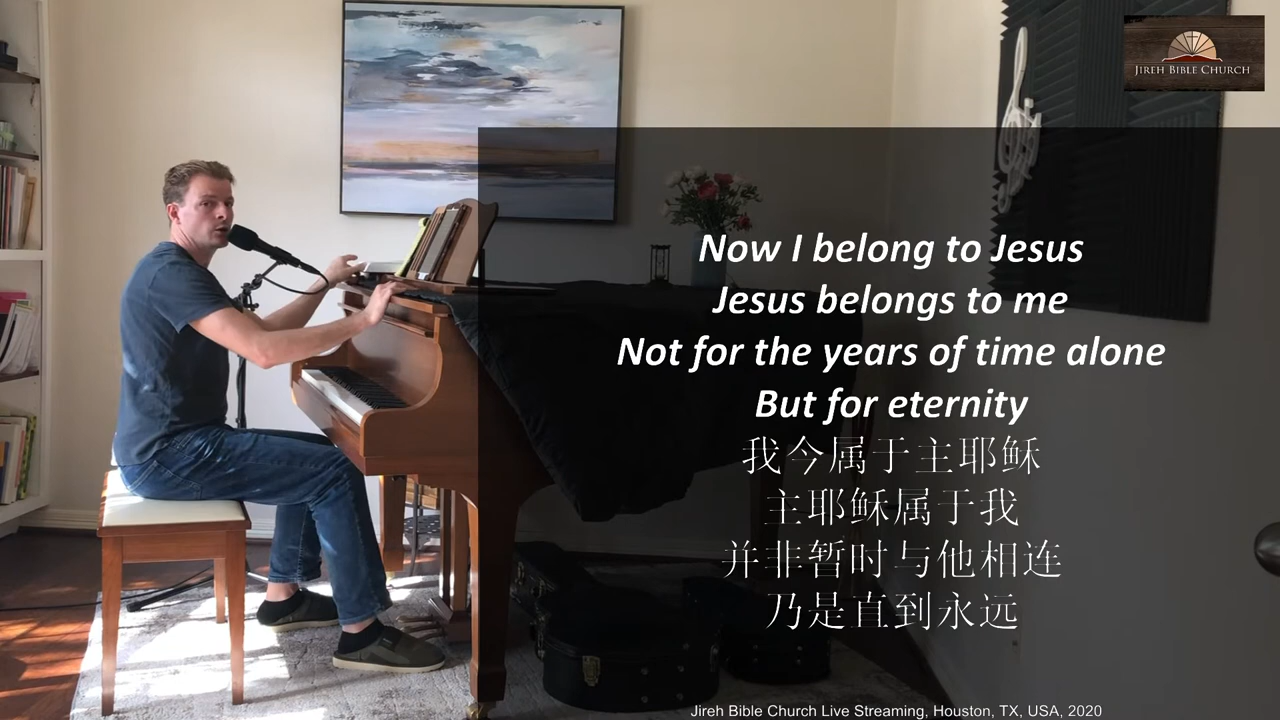 JIREH BIBLE CHURCH
Now I belong to Jesus
Jesus belongs to me
Not for the years of time alone
But for eternity
我今属于主耶稣
主耶稣属于我
并非暂时与他相连
乃是直到永远
Jireh Bible Church Live Streaming, Houston, TX, USA, 2020